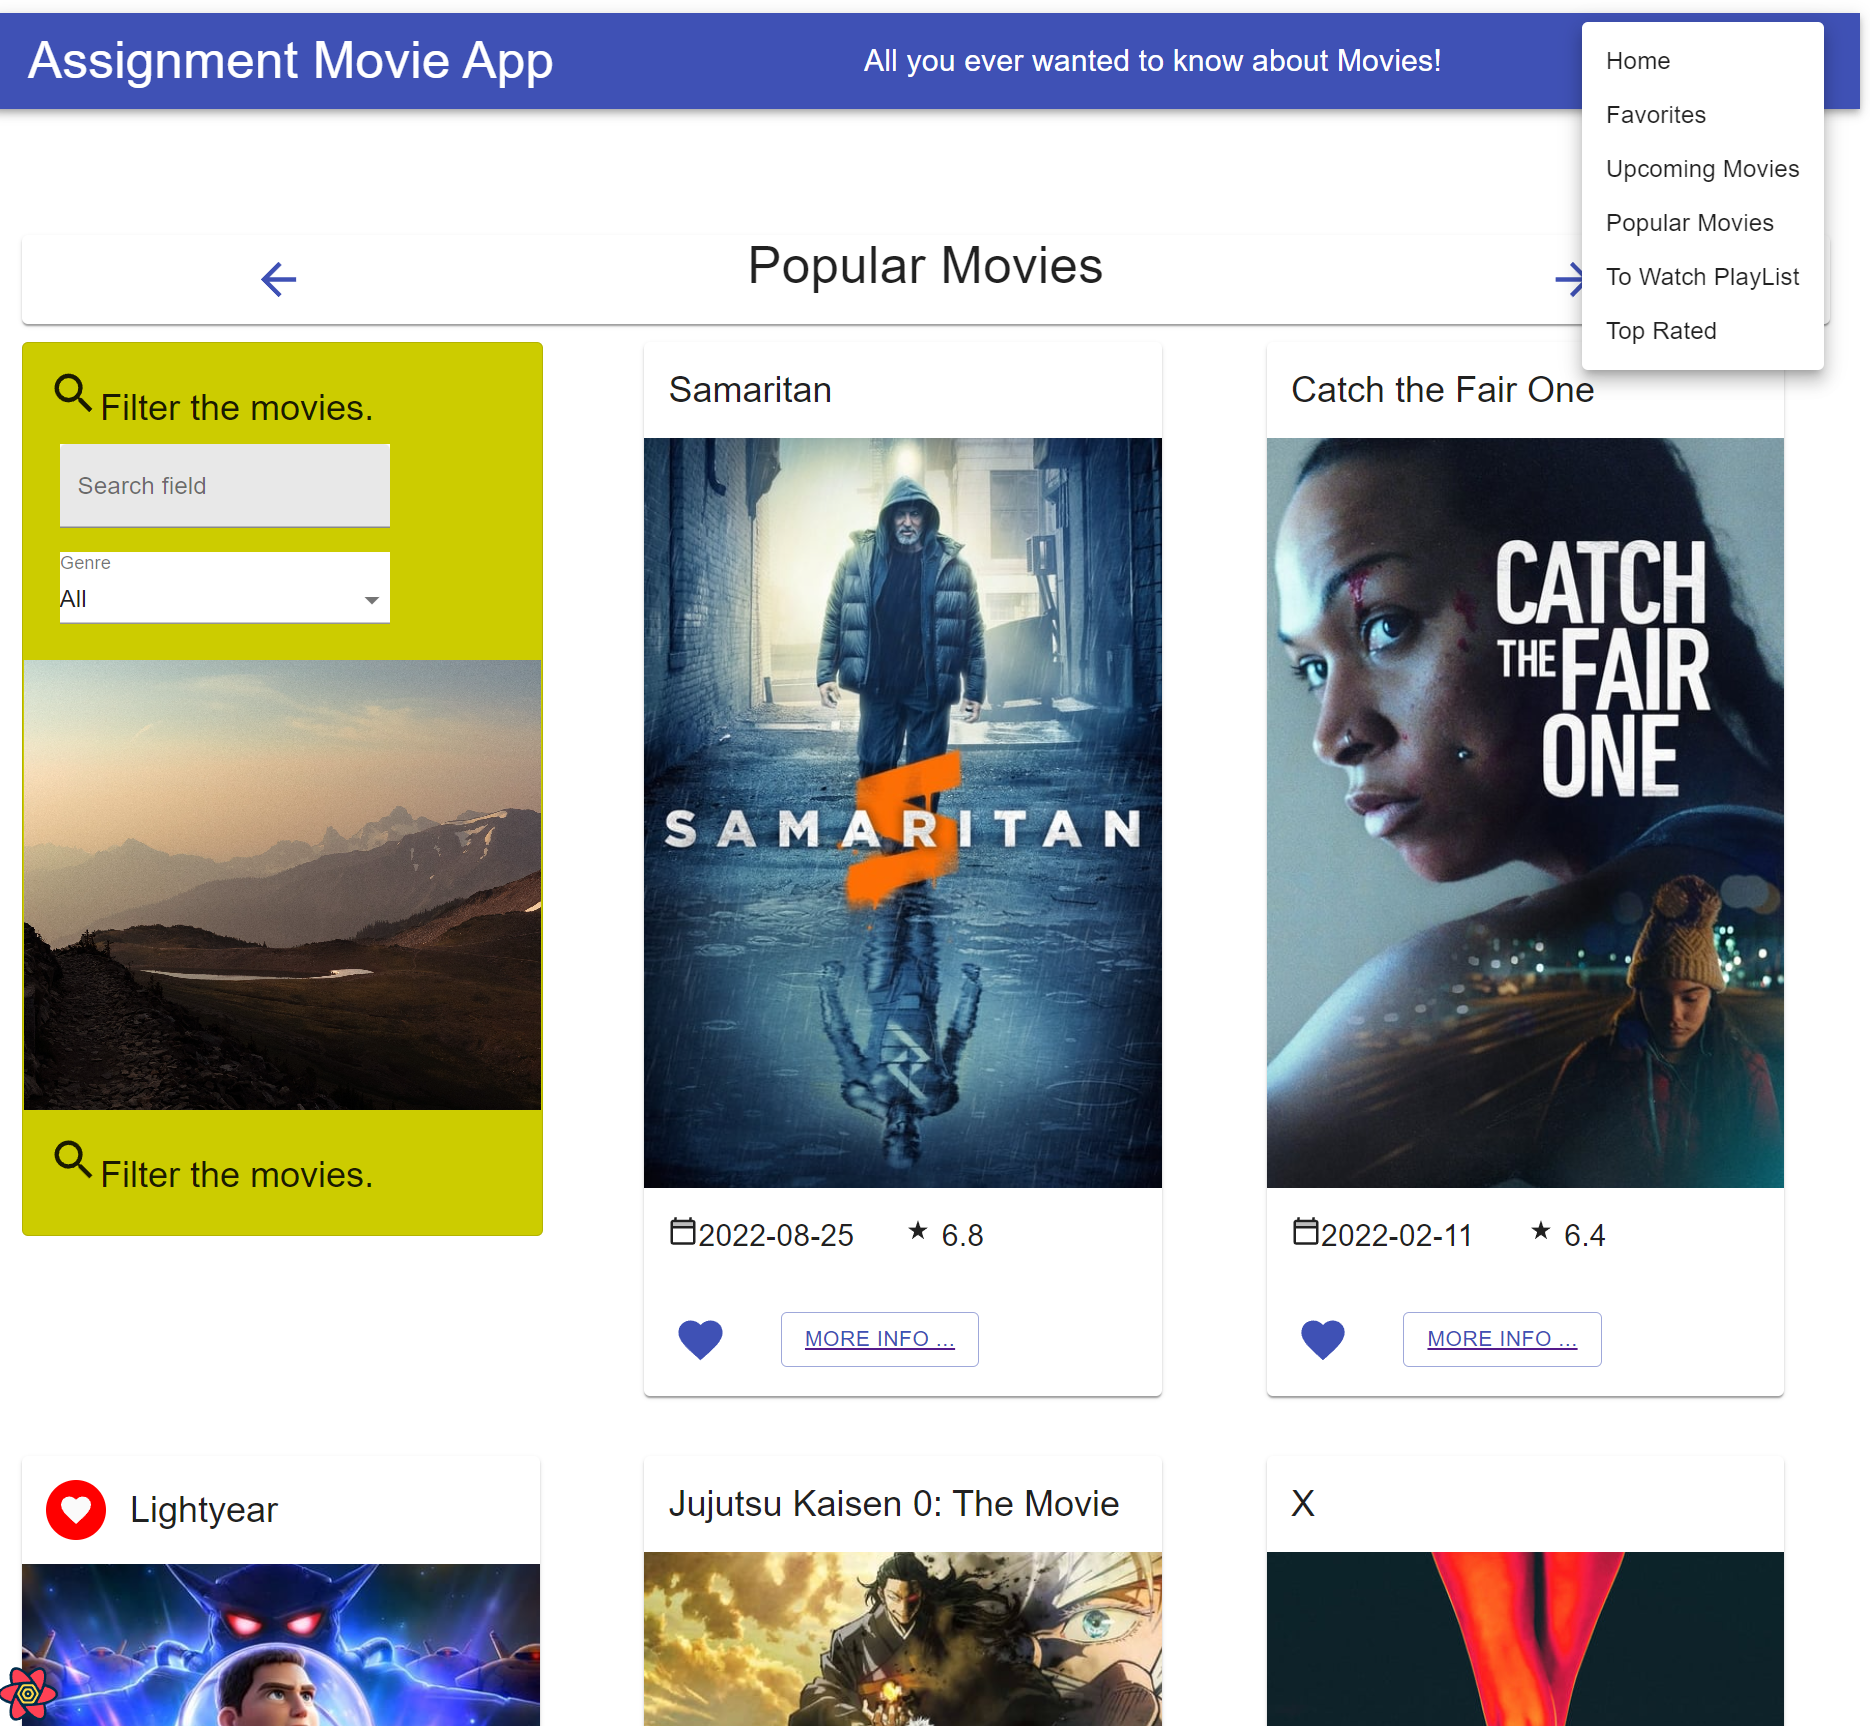 Assignment Movie App
All you ever wanted to know about Movies!
Home
Favorites
Upcoming Movies
Popular Movies
To Watch PlayList
Top Rated
Popular Movies
Filter the movies.
Search field
Genre
All
Filter the movies.
Samaritan
SAMARITAN
2022-08-25 6.8
MORE INFO ...
Catch the Fair One
CATCH
THE FAIR
ONE
2022-02-11 6.4
MORE INFO ...
Lightyear
Jujutsu Kaisen 0: The Movie
X